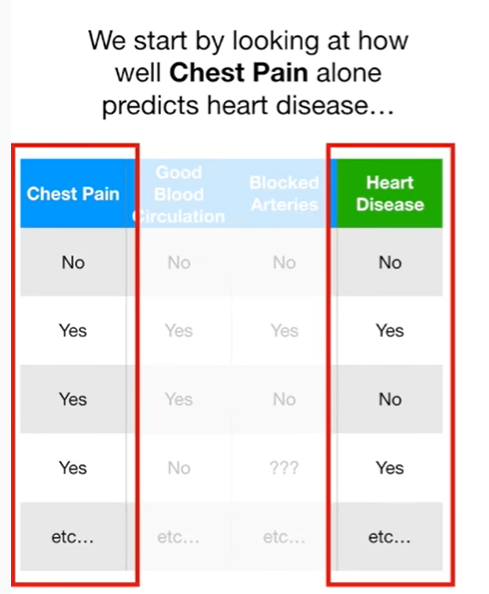 We start by looking at how
well Chest Pain alone
predicts heart disease…
Chest Pain Good Blood Circulation Blocked Arteries Heart Disease
No No No No
Yes Yes Yes Yes
Yes Yes No No
Yes No ??? Yes
etc… etc… etc… etc…